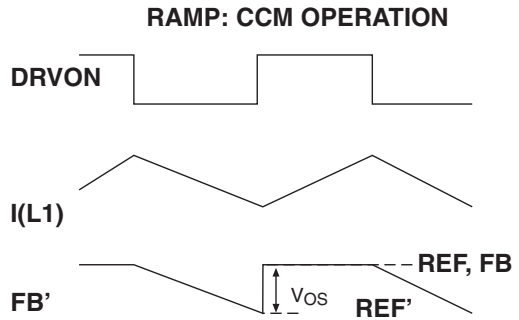 RAMP: CCM OPERATION
DRVON
I(L1)
REF, FB
FB’
VOS
REF’